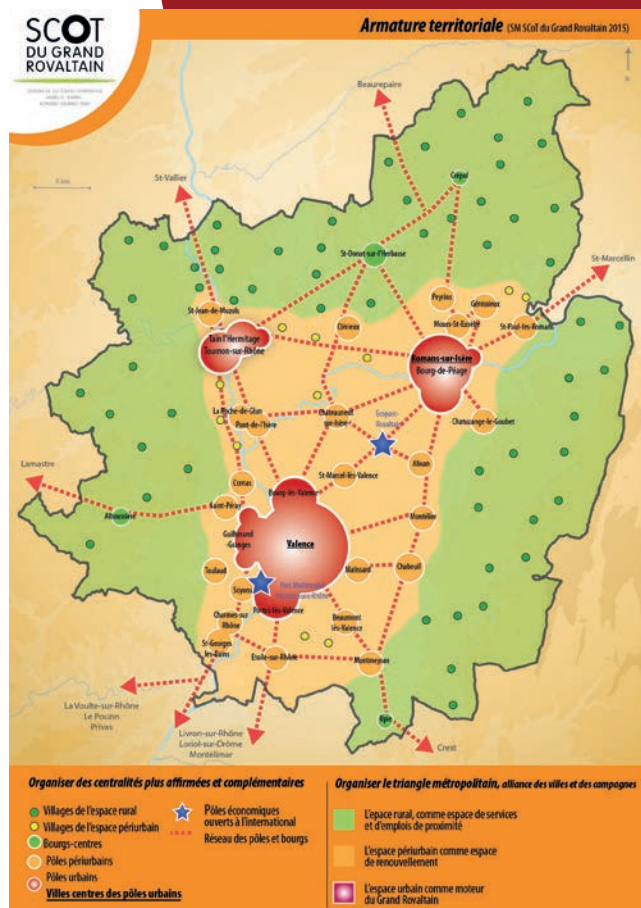 SCOT
DU GRAND
ROVALTAIN
Armature territoriale (SM SCoT du Grand Rovaltain 2015)
Beaurepaire
St-Vallier
Crépol
St-Donat-sur-l'Herbasse
St-Marcellin
St-Jean-de-Muzols
Clérieux
Peyrins
Génissieux
Mours-St-Eusèbe
St-Paul-lès-Romans
Tain l'Hermitage
Tournon-sur-Rhône
Romans-sur-Isère
Bourg-de-Péage
La Roche-de-Glun
Pont-de-l'Isère
Châteauneuf
sur-Isère
Chatuzange-le-Goubet
Rovaltain
Alixan
St-Marcel-lès-Valence
Lamastre
Cornas
Bourg-lès-Valence
Saint-Péray
Alboussière
Guilherand-
Granges
Valence
Montélier
Toulaud
Soyons
Malissard
Chabeuil
Portes-lès-Valence
Charmes-sur
Rhône
Beaumont
lès-Valence
St-Georges
les-Bains
Etoile-sur-Rhône
Montmeyran
La Voulte-sur-Rhône
Le Pouzin
Privas
Livron-sur-Rhône
Loriol-sur-Drôme
Montélimar
Upie
Crest
Organiser des centralités plus affirmées et complémentaires
Villages de l'espace rural
Villages de l'espace périurbain
Bourgs-centres
Pôles périurbains
Pôles urbains
Villes centres des pôles urbains
Pôles économiques
ouverts à l'international
Réseau des pôles et bourgs
Organiser le triangle métropolitain, alliance des villes et des campagnes
L'epace rural, comme espace de services
et d'emplois de proximité
L'espace périurbain comme espace
de renouvellement
L'espace urbain comme moteur
du Grand Rovaltain